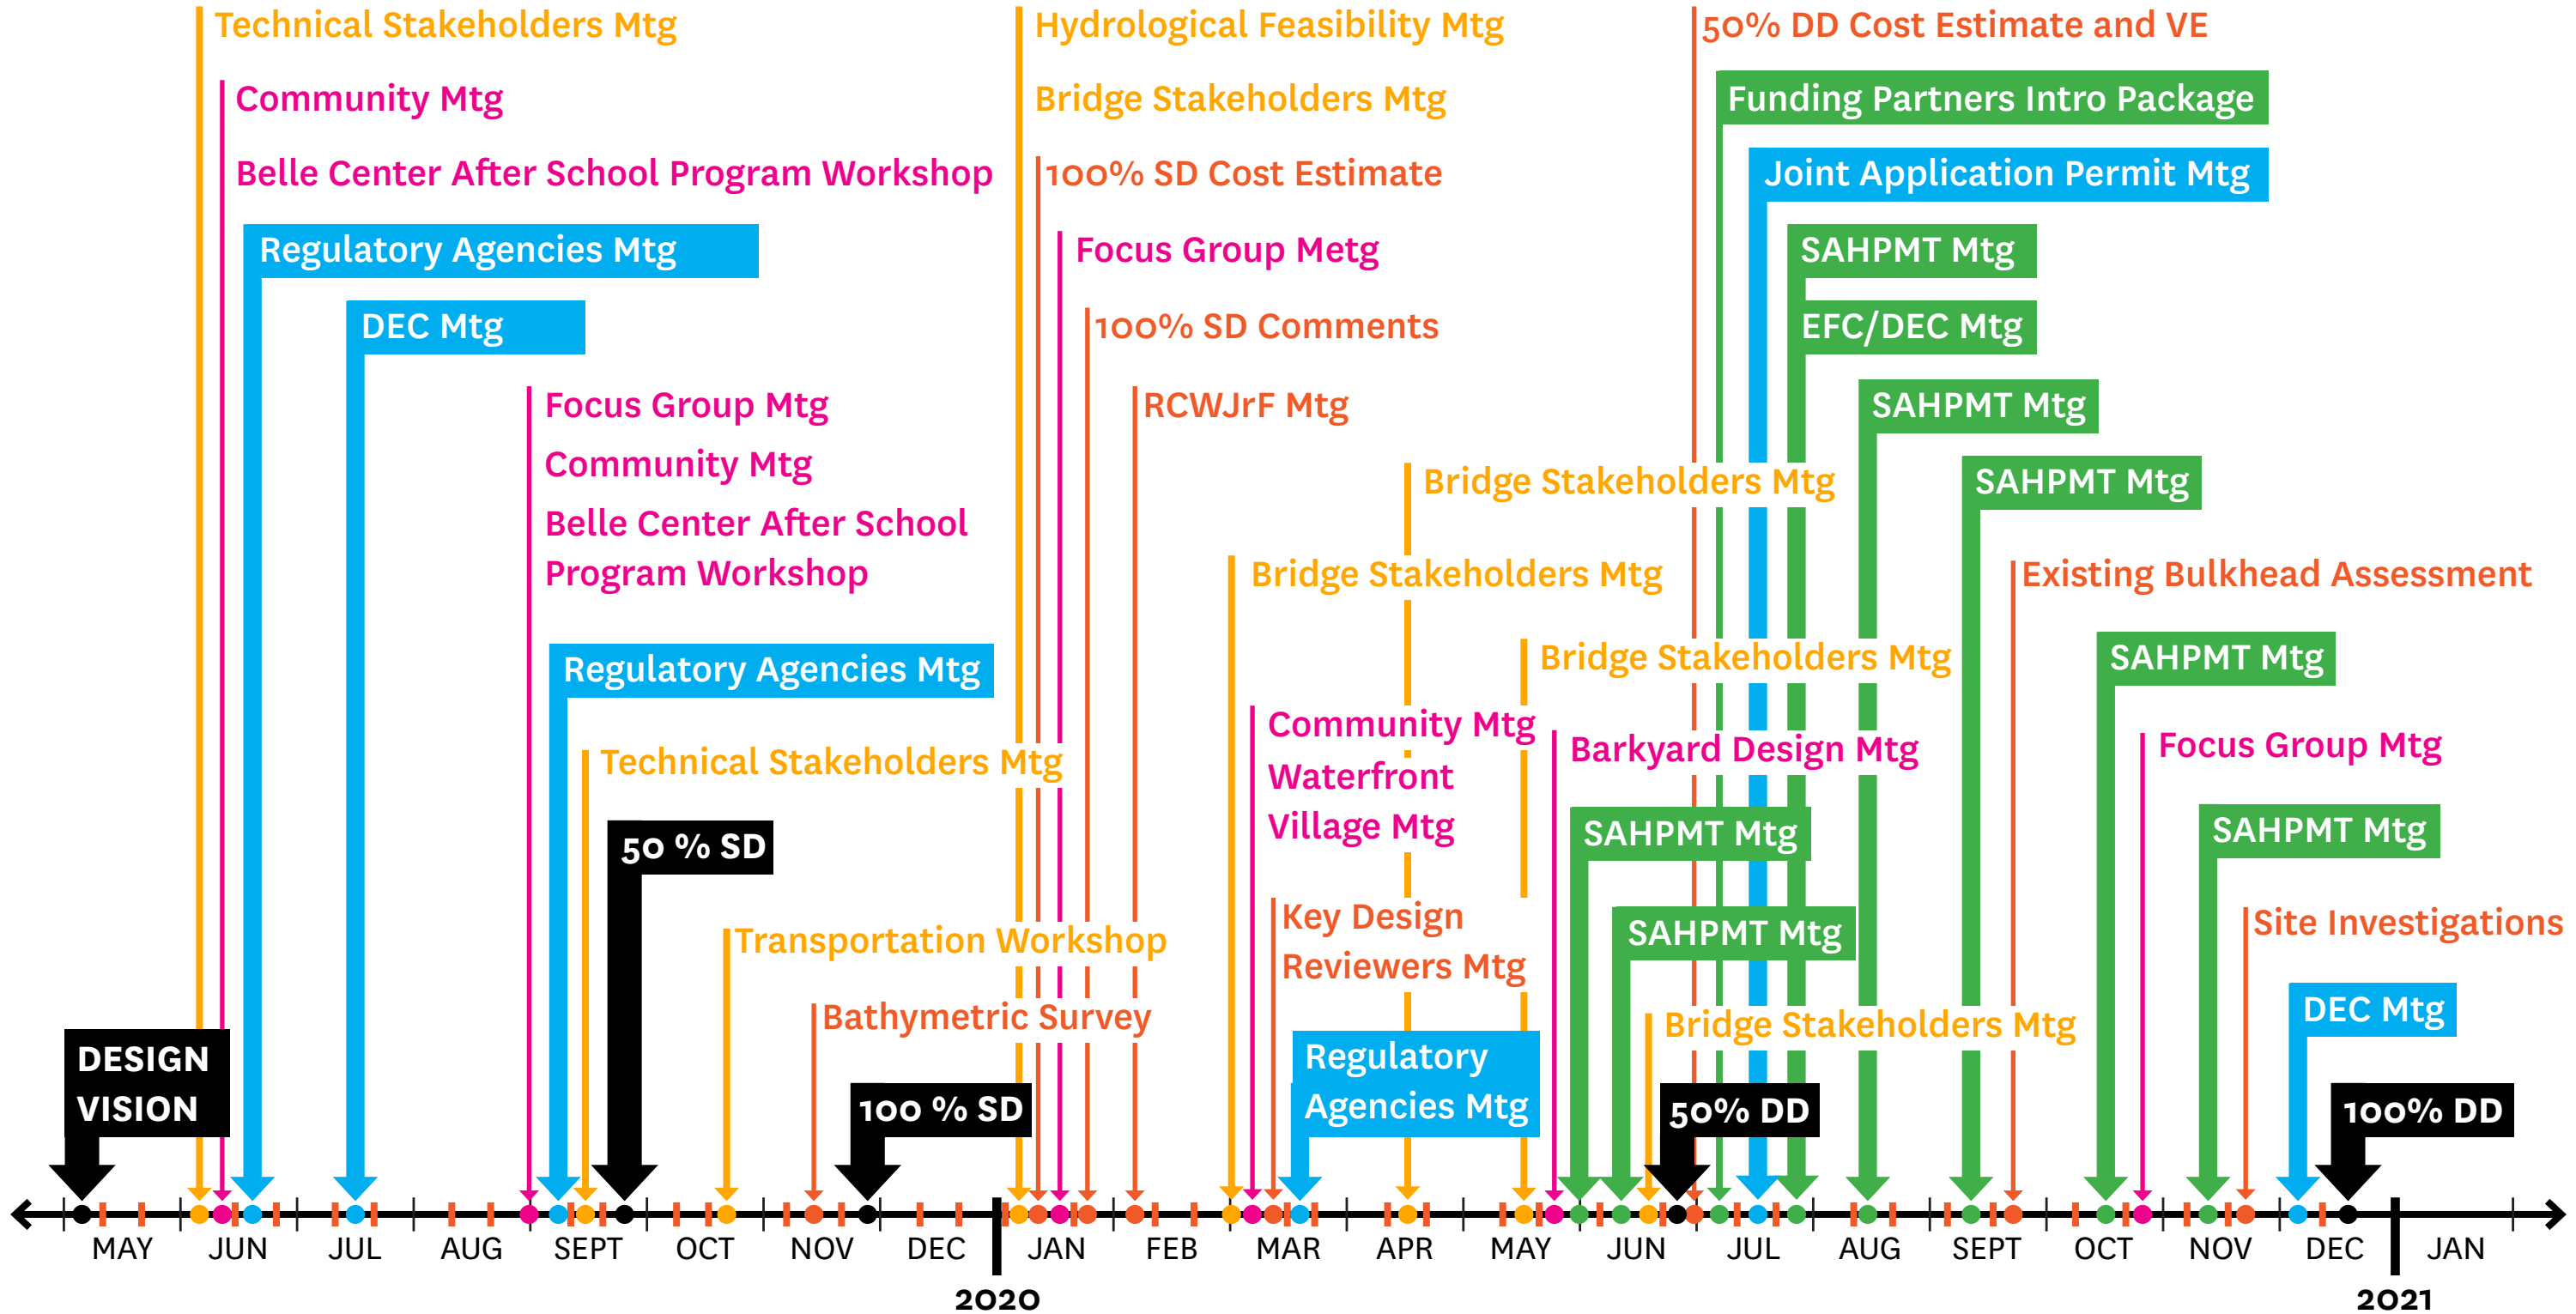 Technical Stakeholders Mtg
Hydrological Feasibility Mtg
50% DD Cost Estimate and VE
Community Mtg
Bridge Stakeholders Mtg
Funding Partners Intro Package
Belle Center After School Program Workshop
100% SD Cost Estimate
Joint Application Permit Mtg
Regulatory Agencies Mtg
Focus Group Metg
SAHPMT Mtg
DEC Mtg
100% SD Comments
EFC/DEC Mtg
Focus Group Mtg
RCWJrF Mtg
SAHPMT Mtg
Community Mtg
Bridge Stakeholders Mtg
SAHPMT Mtg
Belle Center After School
Program Workshop
Bridge Stakeholders Mtg
Existing Bulkhead Assessment
Regulatory Agencies Mtg
Bridge Stakeholders Mtg
SAHPMT Mtg
Technical Stakeholders Mtg
Community Mtg
Waterfront
Village Mtg
Barkyard Design Mtg
Focus Group Mtg
50 % SD
SAHPMT Mtg
SAHPMT Mtg
Transportation Workshop
Key Design
Reviewers Mtg
SAHPMT Mtg
Site Investigations
Bathymetric Survey
Bridge Stakeholders Mtg
DEC Mtg
DESIGN
VISION
Regulatory
Agencies Mtg
100 % SD
50% DD
100% DD
MAY JUN JUL AUG SEPT OCT NOV DEC JAN FEB MAR APR MAY JUN JUL AUG SEPT OCT NOV DEC JAN
2020 2021